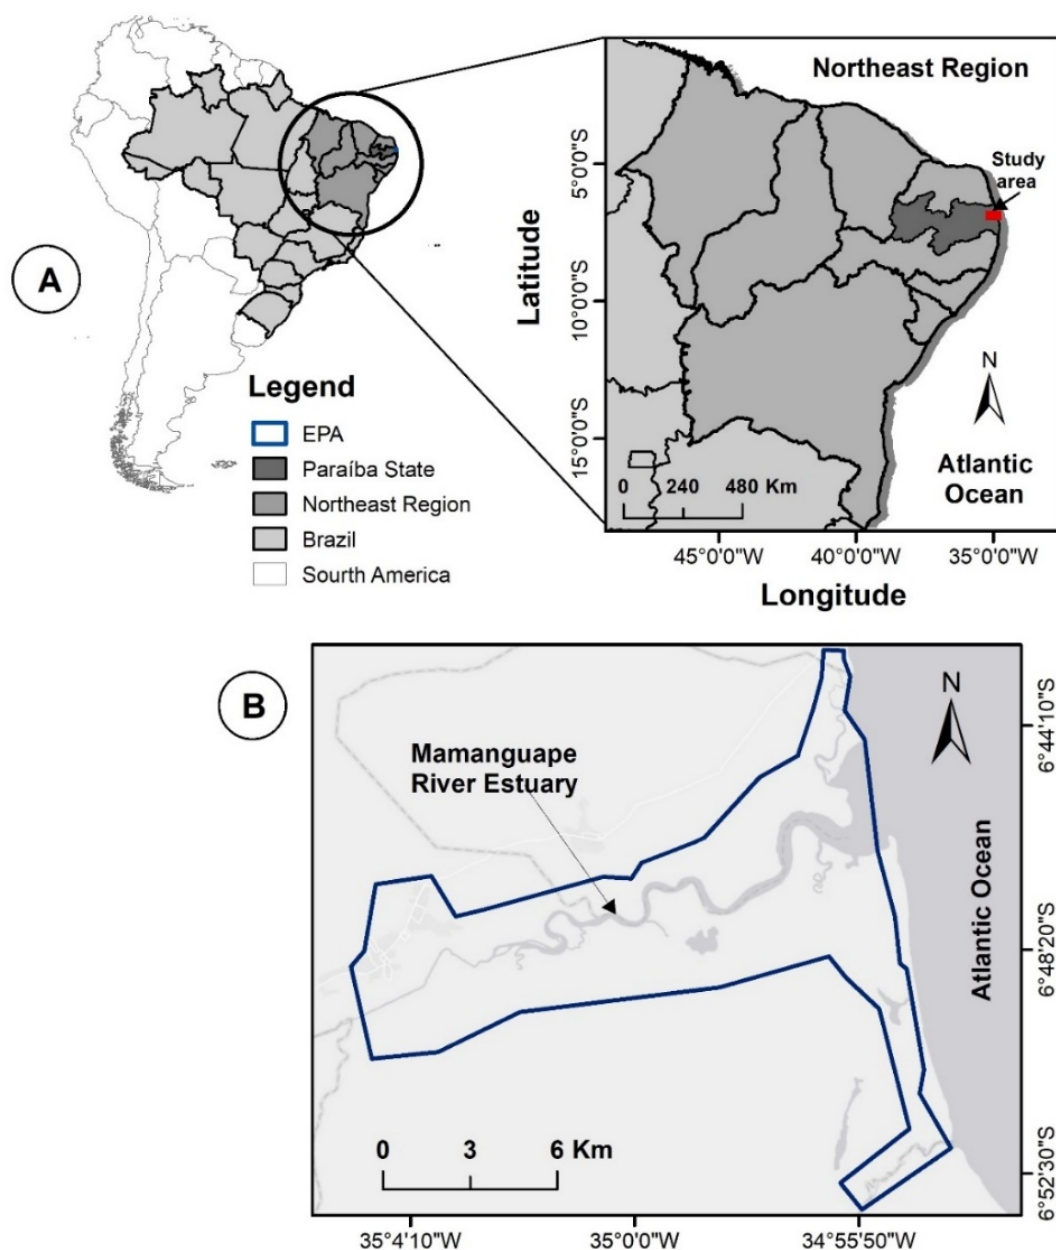 A
Legend
EPA
Paraíba State
Northeast Region
Brazil
Sourth America
Northeast Region
Study
area
Latitude
5°0'0"S
10°0'0"S
15°0'0"S
N
Atlantic
Ocean
0 240 480 Km
45°0'0"W 40°0'0"W 35°0'0"W
Longitude
B
Mamanguape
River Estuary
N
Atlantic Ocean
6°44'10"S
6°48'20"S
6°52'30"S
0 3 6 Km
35°4'10"W 35°0'0"W 34°55'50"W